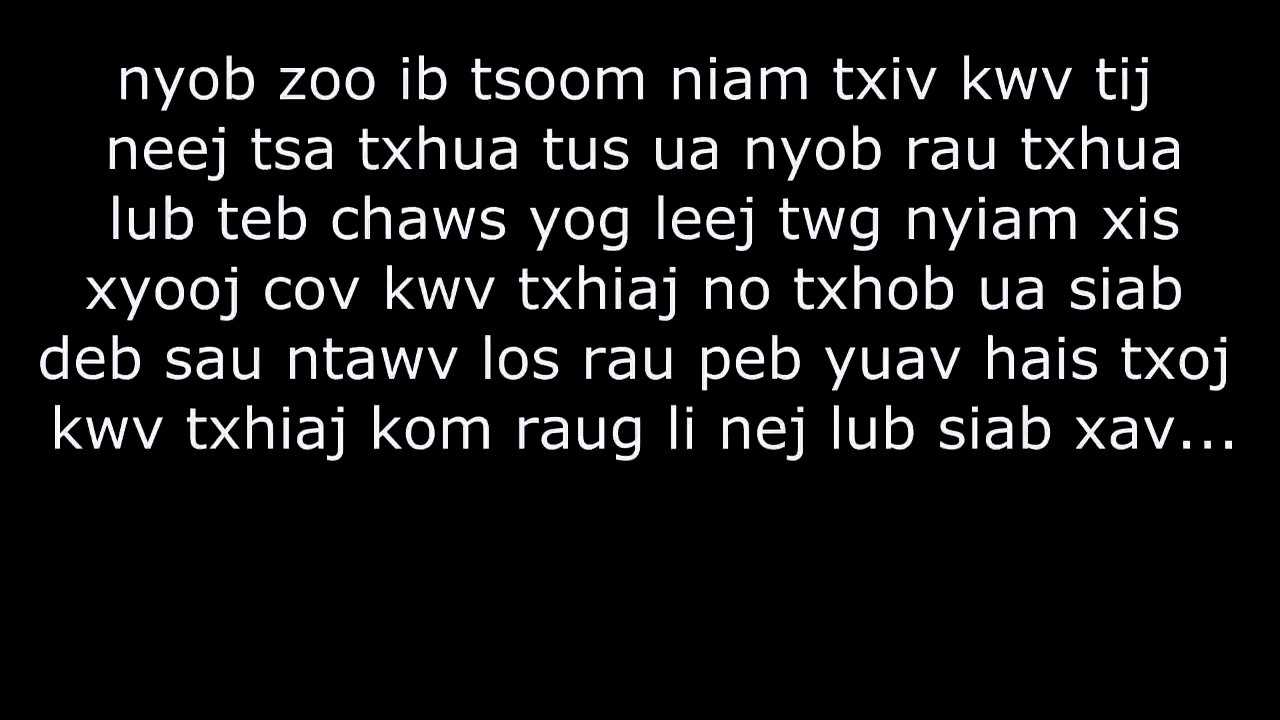 nyob zoo ib tsoom niam txiv kwv tij
neej tsa txhua tus ua nyob rau txhua
lub teb chaws yog leej twg nyiam xis
xyooj cov kwv txhiaj no txhob ua siab
deb sau ntawv los rau peb yuav hais txoj
kwv txhiaj kom raug li nej lub siab xav...